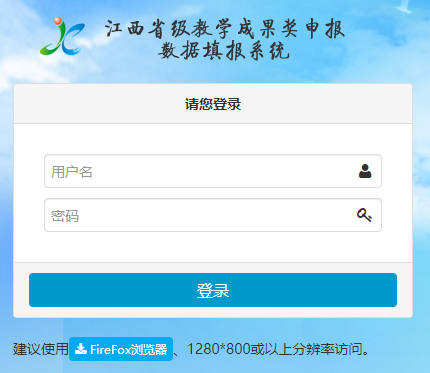 江西省级教学成果奖申报
数据填报系统
请您登录
用户名
密码
登录
建议使用 FireFox浏览器 、1280*800或以上分辨率访问。